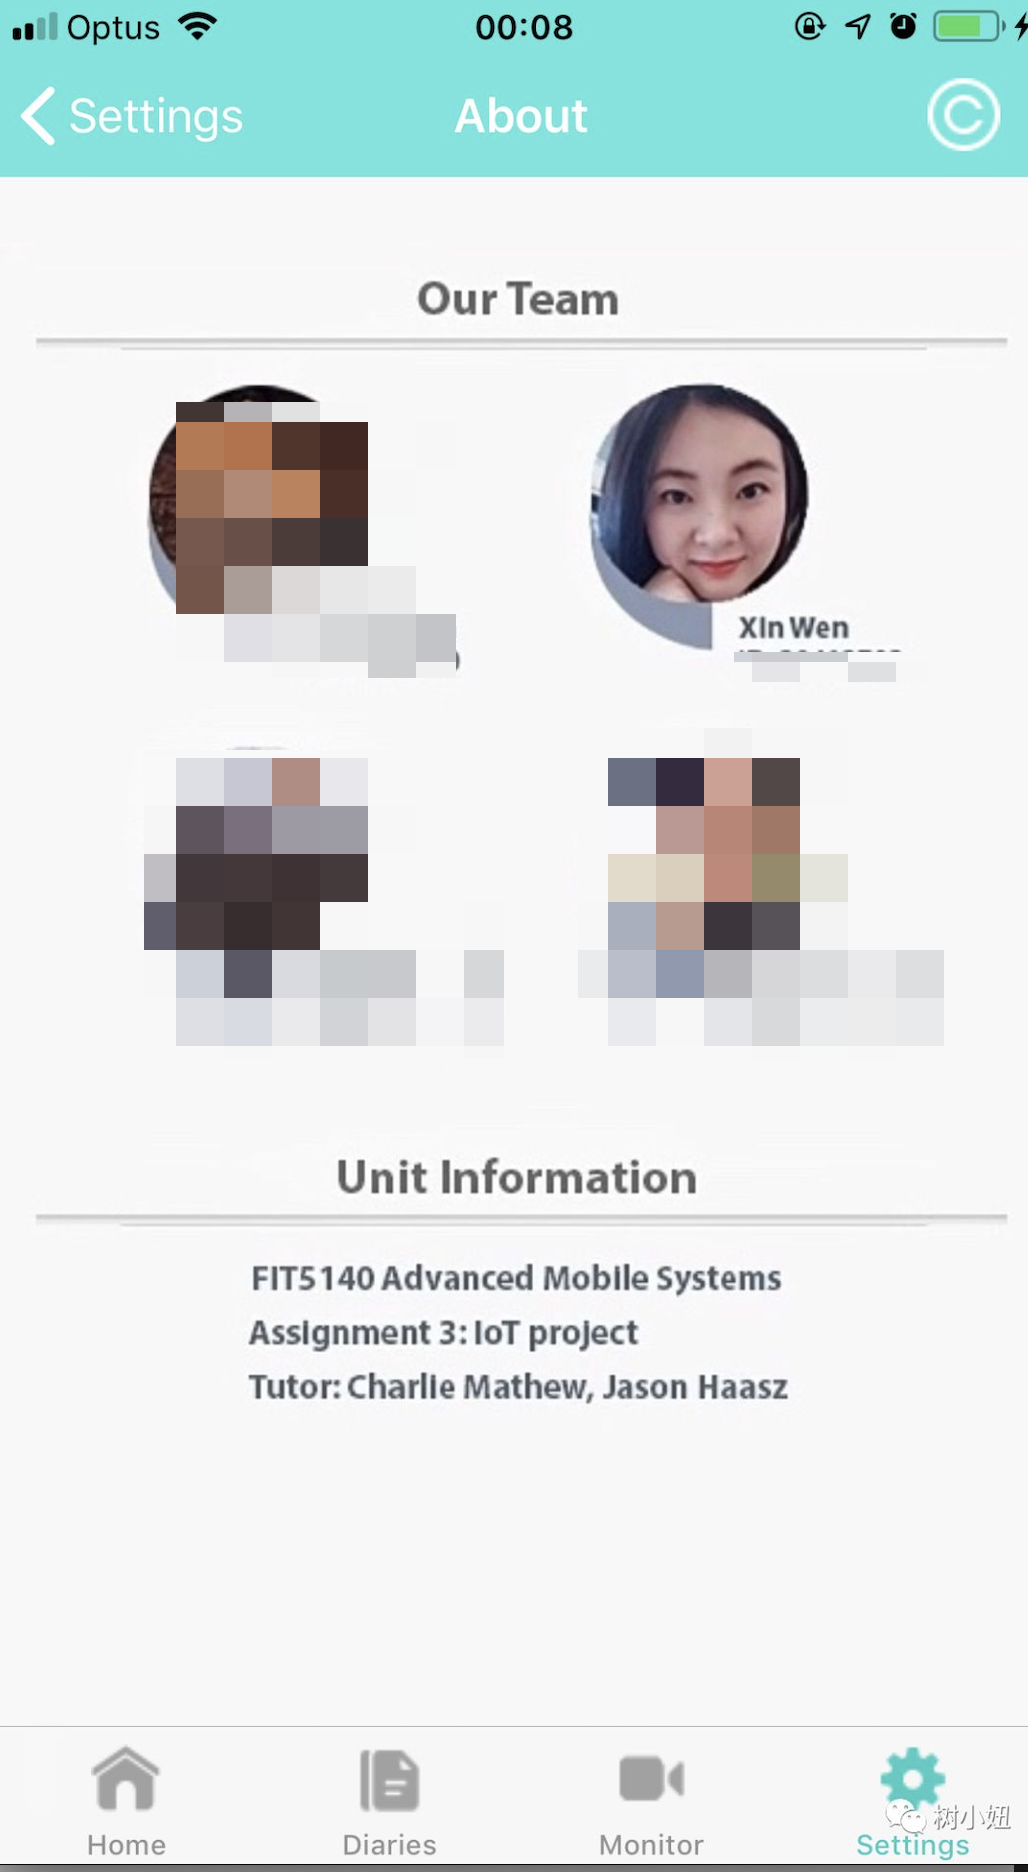 Optus
00:08
Settings
About
©
Our Team
Xin Wen
Unit Information
FIT5140 Advanced Mobile Systems
Assignment 3: IoT project
Tutor: Charlie Mathew, Jason Haasz
Home
Diaries
Monitor
Settings
树小妞